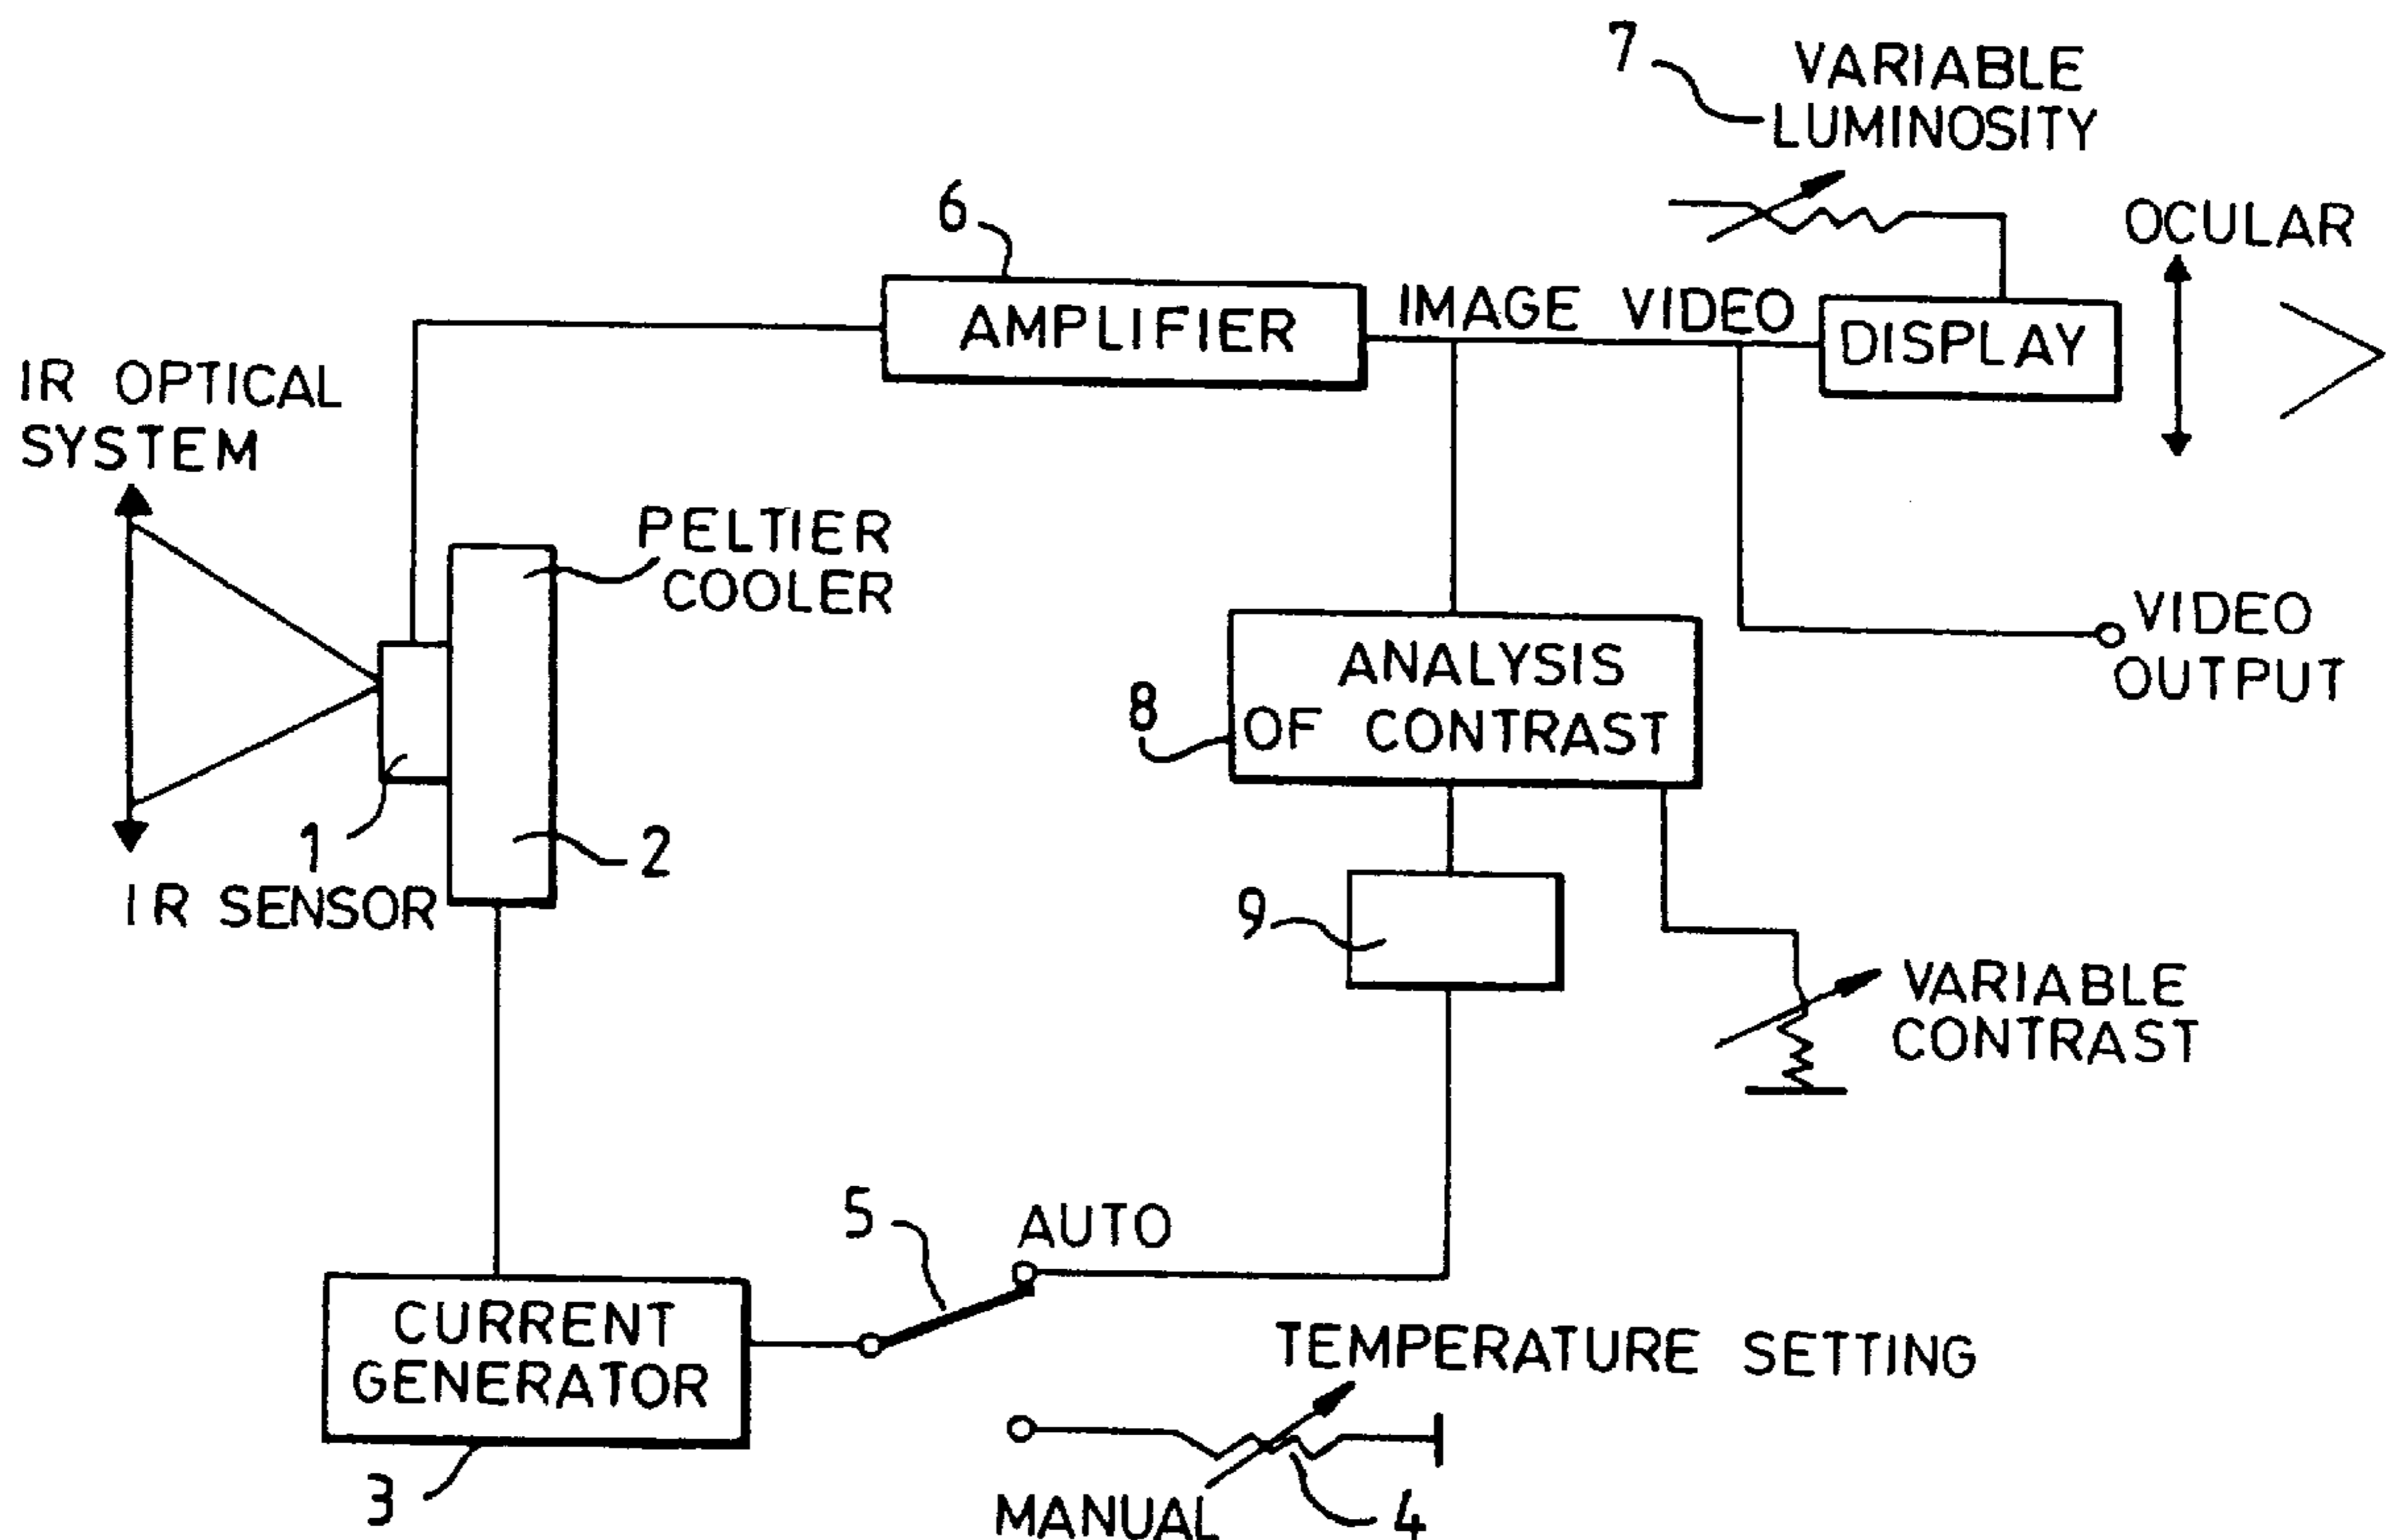 7
VARIABLE
LUMINOSITY
6
OCULAR
AMPLIFIER
IMAGE VIDEO
DISPLAY
IR OPTICAL
SYSTEM
PELTIER
COOLER
VIDEO
OUTPUT
ANALYSIS
OF CONTRAST
8
1
2
IR SENSOR
9
VARIABLE
CONTRAST
5
AUTO
CURRENT
GENERATOR
TEMPERATURE SETTING
3
MANUAL
4